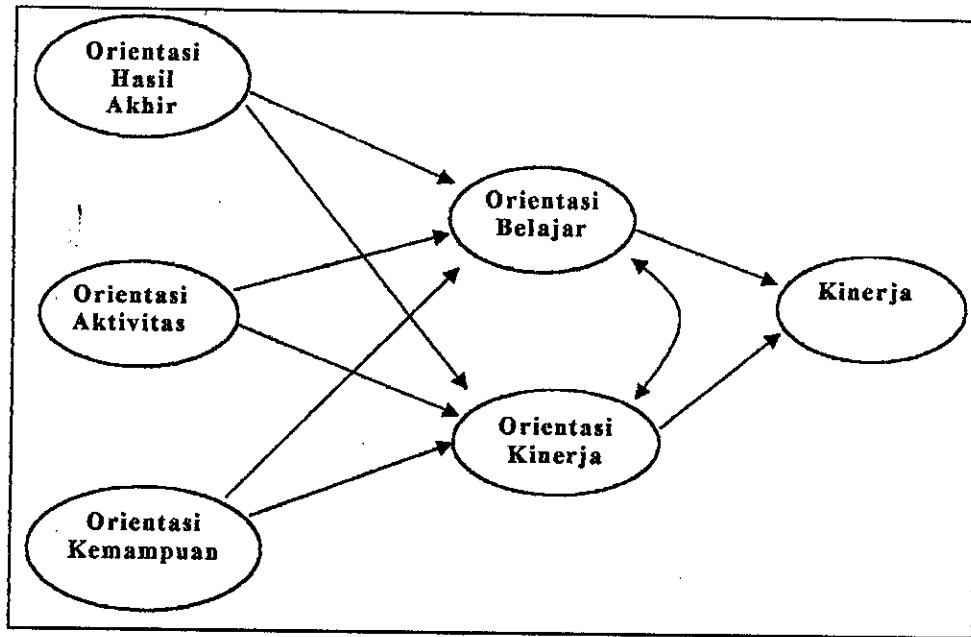 Orientasi
Hasil
Akhir
Orientasi
Belajar
Orientasi
Aktivitas
Kinerja
Orientasi
Kinerja
Orientasi
Kemampuan